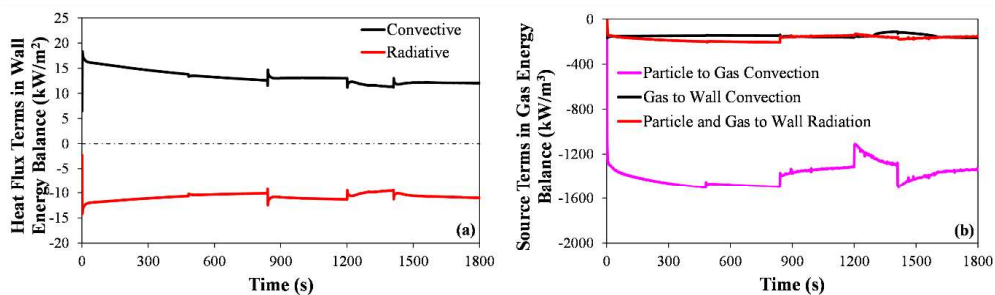 Heat Flux Terms in Wall
Energy Balance (kW/m²)
25
20
15
10
5
0
-5
-10
-15
-20
Convective
Radiative
(a)
0
300
600
900
1200
1500
1800
Time (s)
Source Terms in Gas Energy
Balance (kW/m³)
0
-400
-800
-1200
-1600
-2000
Particle to Gas Convection
Gas to Wall Convection
Particle and Gas to Wall Radiation
(b)
0
300
600
900
1200
1500
1800
Time (s)